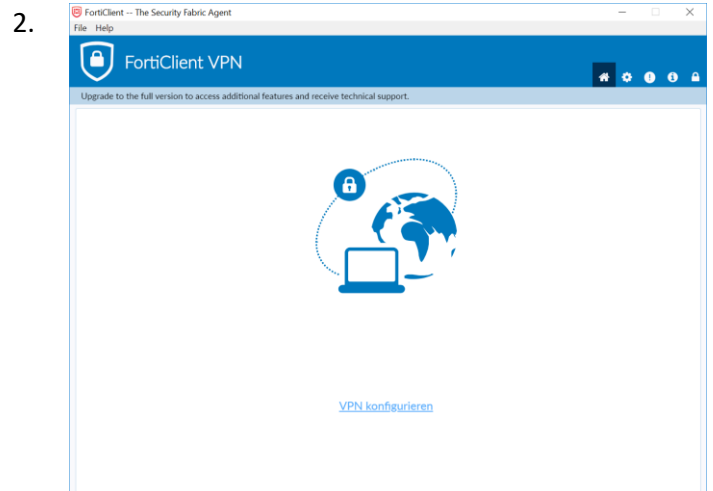 2.
FortiClient -- The Security Fabric Agent
File Help
FortiClient VPN
Upgrade to the full version to access additional features and receive technical support.
VPN konfigurieren